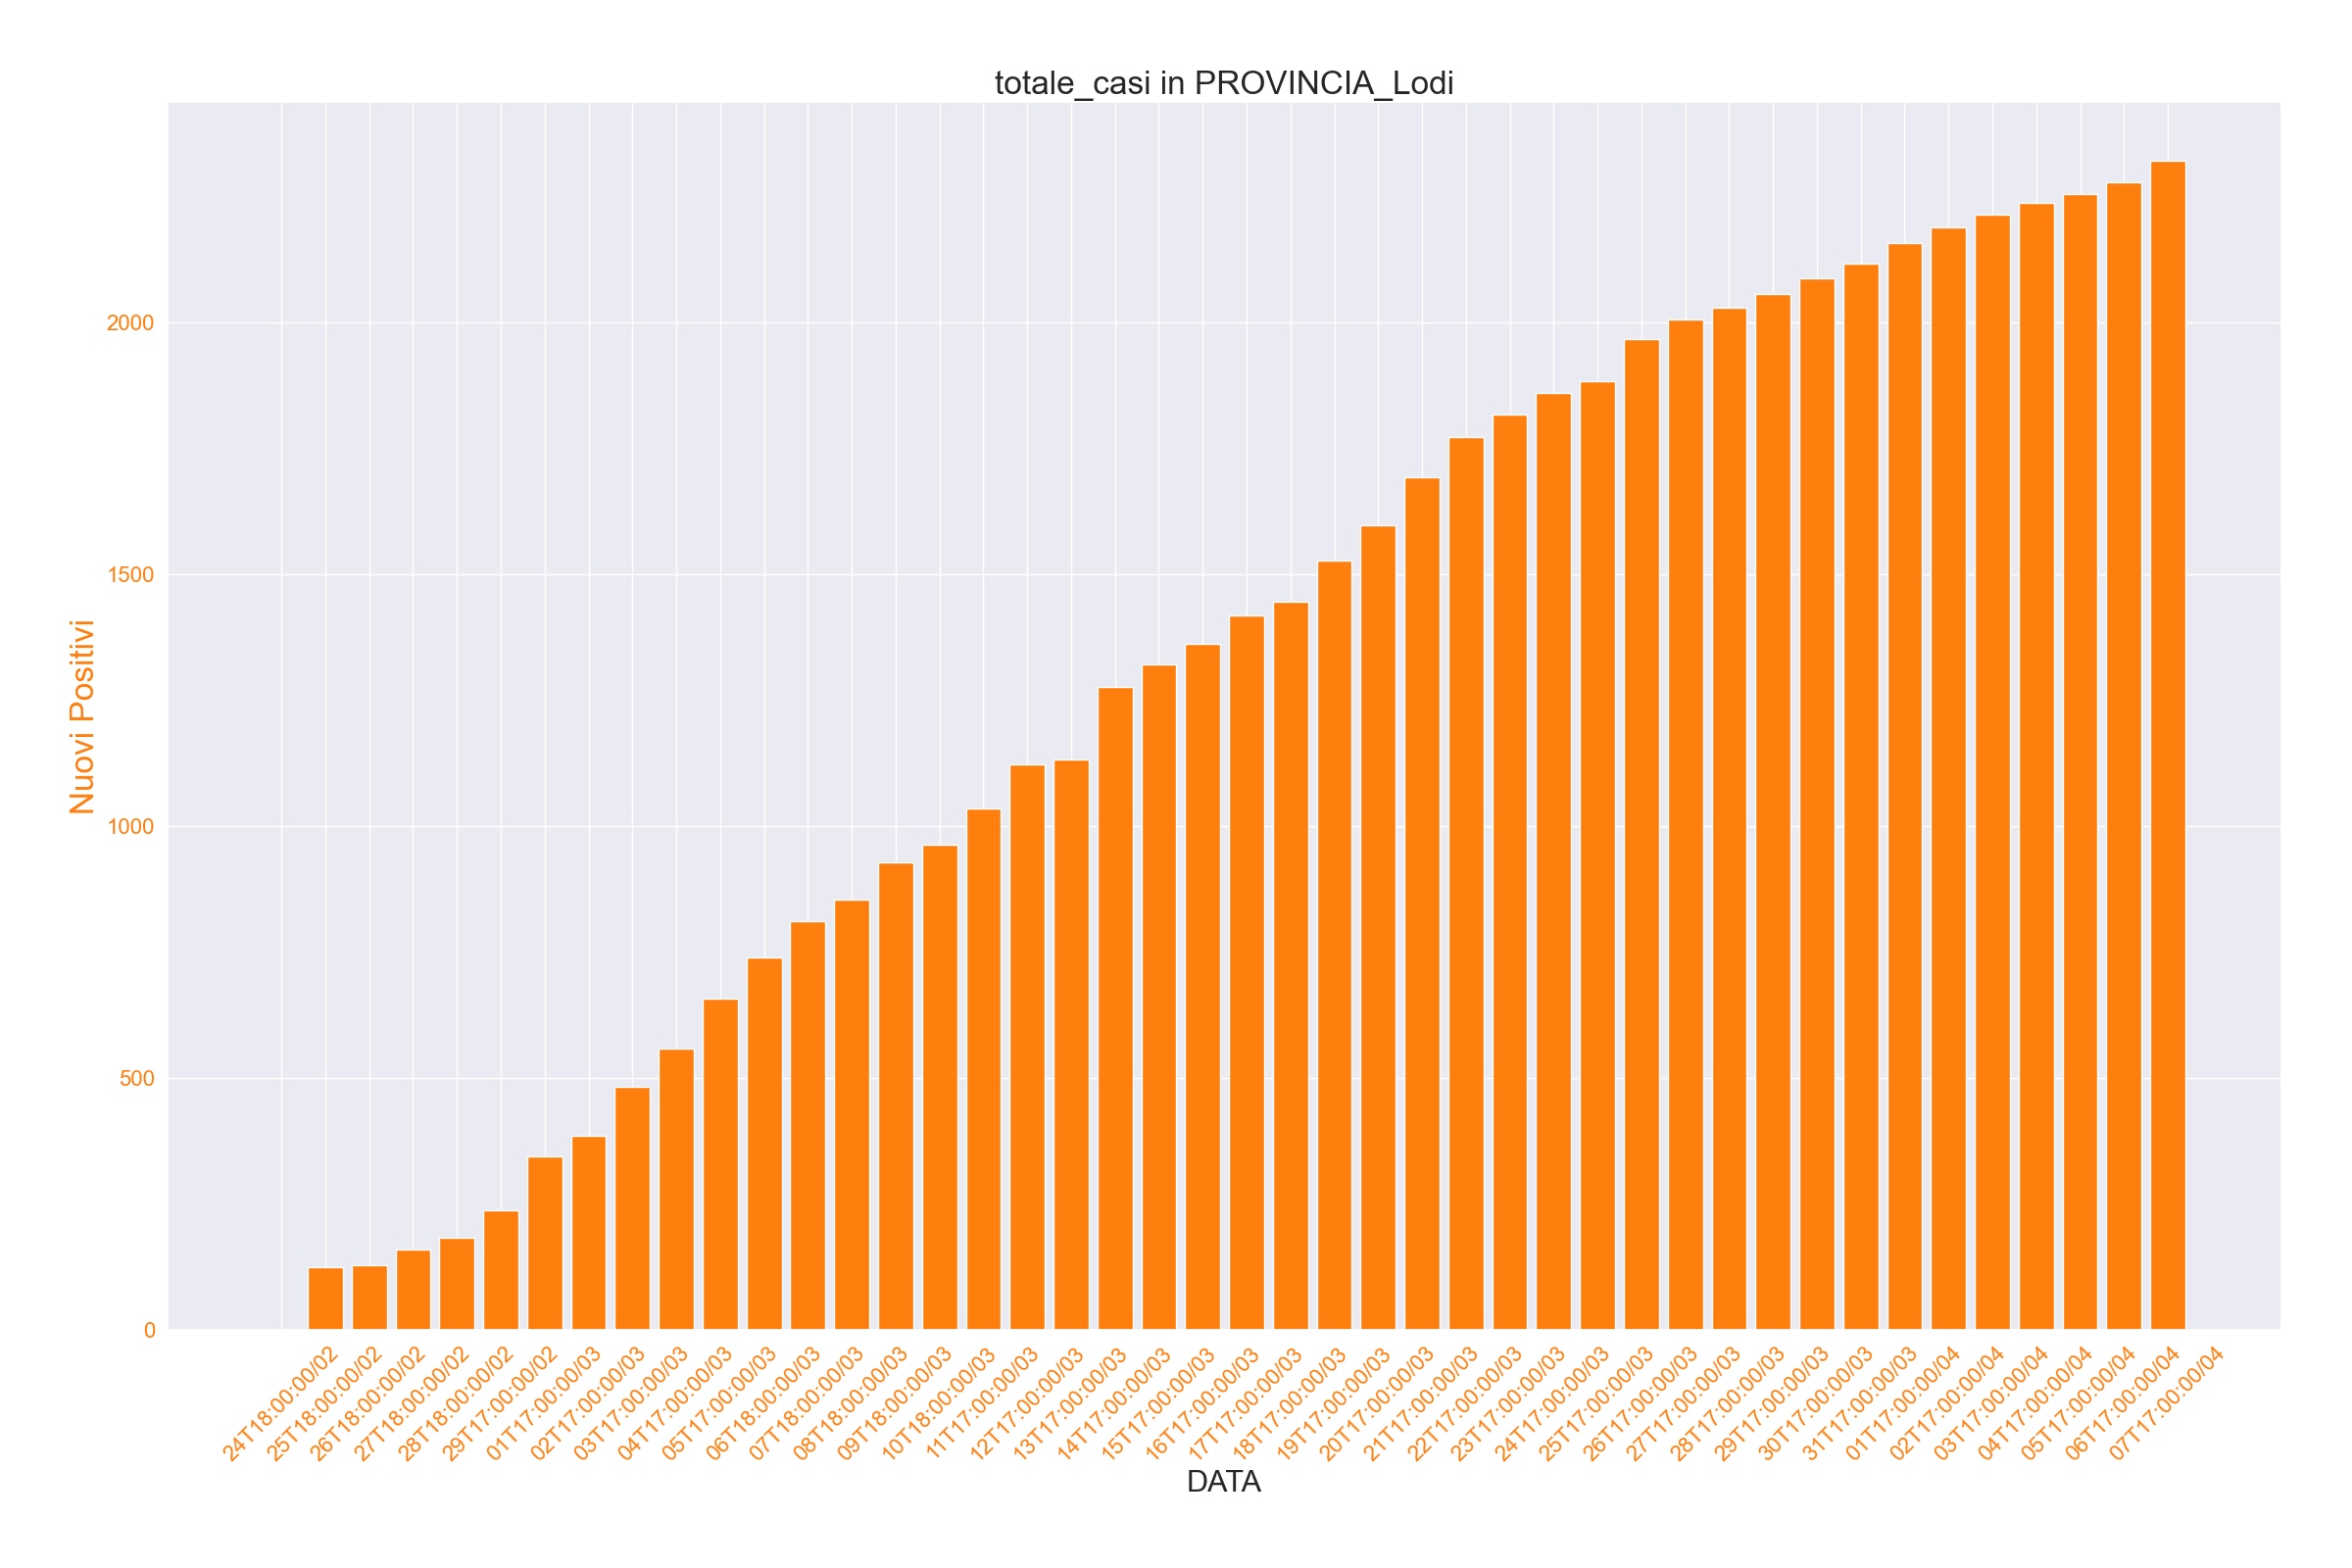 totale_casi in PROVINCIA_Lodi
Nuovi Positivi
2000
1500
1000
500
0
24T18:00:00/02
25T18:00:00/02
26T18:00:00/02
27T18:00:00/02
28T18:00:00/02
29T17:00:00/02
01T17:00:00/03
02T17:00:00/03
03T17:00:00/03
04T17:00:00/03
05T17:00:00/03
06T18:00:00/03
07T18:00:00/03
08T18:00:00/03
09T18:00:00/03
10T18:00:00/03
11T17:00:00/03
12T17:00:00/03
13T17:00:00/03
14T17:00:00/03
15T17:00:00/03
16T17:00:00/03
17T17:00:00/03
18T17:00:00/03
19T17:00:00/03
20T17:00:00/03
21T17:00:00/03
22T17:00:00/03
23T17:00:00/03
24T17:00:00/03
25T17:00:00/03
26T17:00:00/03
27T17:00:00/03
28T17:00:00/03
29T17:00:00/03
30T17:00:00/03
31T17:00:00/03
01T17:00:00/04
02T17:00:00/04
03T17:00:00/04
04T17:00:00/04
05T17:00:00/04
06T17:00:00/04
07T17:00:00/04
DATA